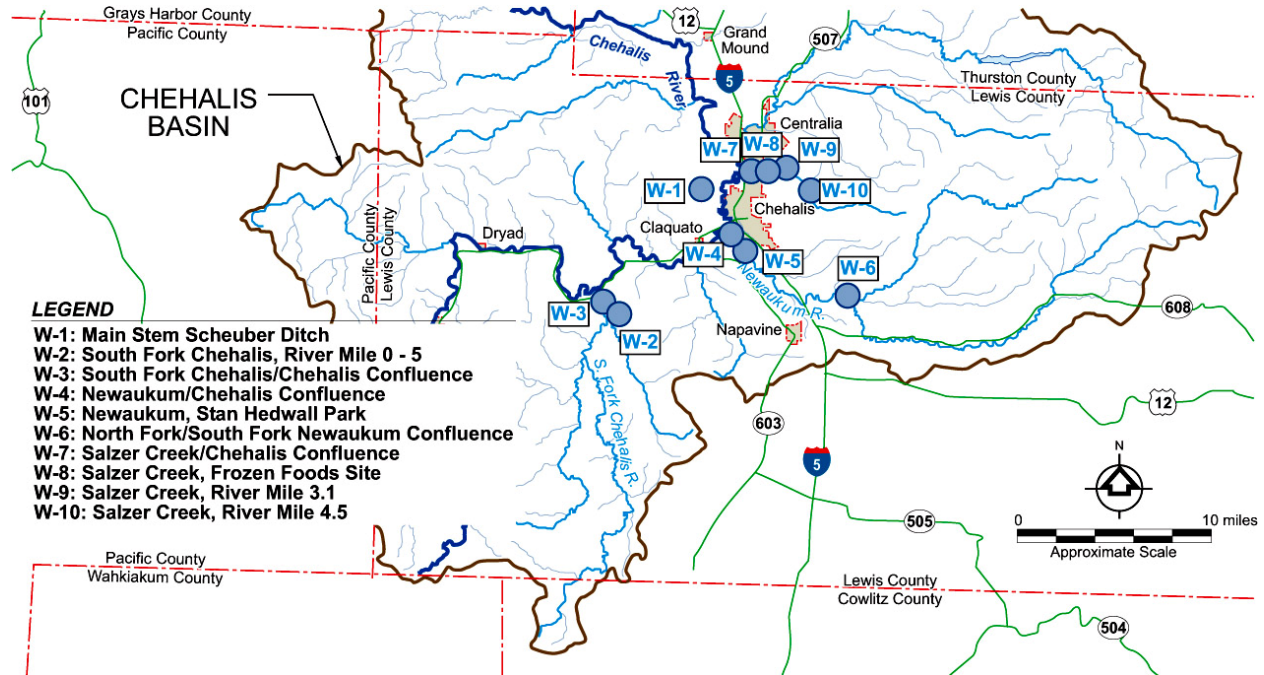 Grays Harbor County
Pacific County
12
Grand
Mound
507
Chehalis
River
5
Thurston County
Lewis County
101
CHEHALIS
BASIN
Centralia
W-7
W-8
W-9
W-1
W-10
Chehalis
Claquato
Dryad
W-4
W-5
W-6
Pacific County
Lewis County
Newaukum R.
W-3
W-2
Napavine
608
LEGEND
W-1: Main Stem Scheuber Ditch
W-2: South Fork Chehalis, River Mile 0 - 5
W-3: South Fork Chehalis/Chehalis Confluence
W-4: Newaukum/Chehalis Confluence
W-5: Newaukum, Stan Hedwall Park
W-6: North Fork/South Fork Newaukum Confluence
W-7: Salzer Creek/Chehalis Confluence
W-8: Salzer Creek, Frozen Foods Site
W-9: Salzer Creek, River Mile 3.1
W-10: Salzer Creek, River Mile 4.5
S. Fork Chehalis R.
12
603
5
N
505
0 10 miles
Approximate Scale
Pacific County
Wahkiakum County
Lewis County
Cowlitz County
504